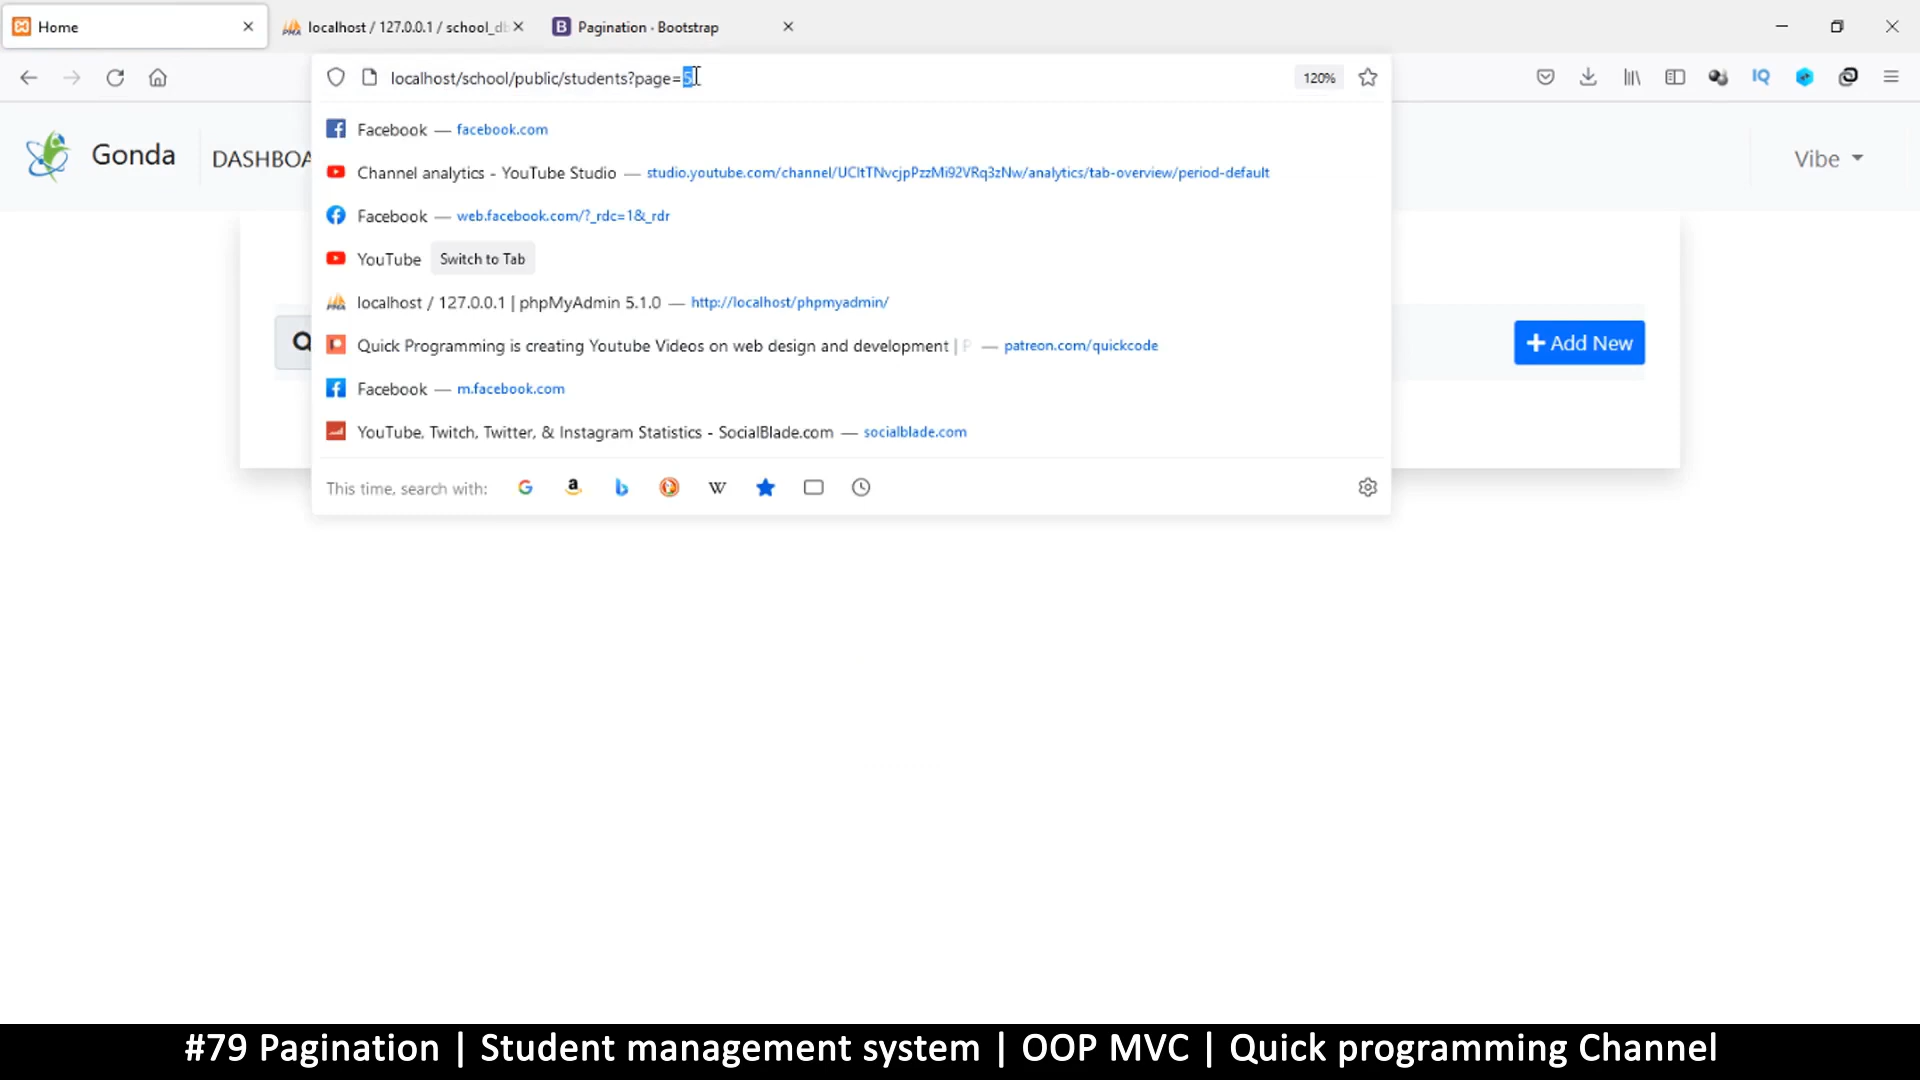 Home
localhost / 127.0.0.1 / school_db
Pagination · Bootstrap
localhost/school/public/students?page=5
120%
IQ
Facebook — facebook.com
Channel analytics - YouTube Studio — studio.youtube.com/channel/UCItTNvcjpPzzMi92VRq3zNw/analytics/tab-overview/period-default
Facebook — web.facebook.com/?_rdc=1&_rdr
YouTube Switch to Tab
localhost / 127.0.0.1 | phpMyAdmin 5.1.0 — http://localhost/phpmyadmin/
Quick Programming is creating Youtube Videos on web design and development | P — patreon.com/quickcode
Facebook — m.facebook.com
YouTube, Twitch, Twitter, & Instagram Statistics - SocialBlade.com — socialblade.com
This time, search with:
Gonda
DASHBOA
Vibe
Add New
#79 Pagination | Student management system | OOP MVC | Quick programming Channel